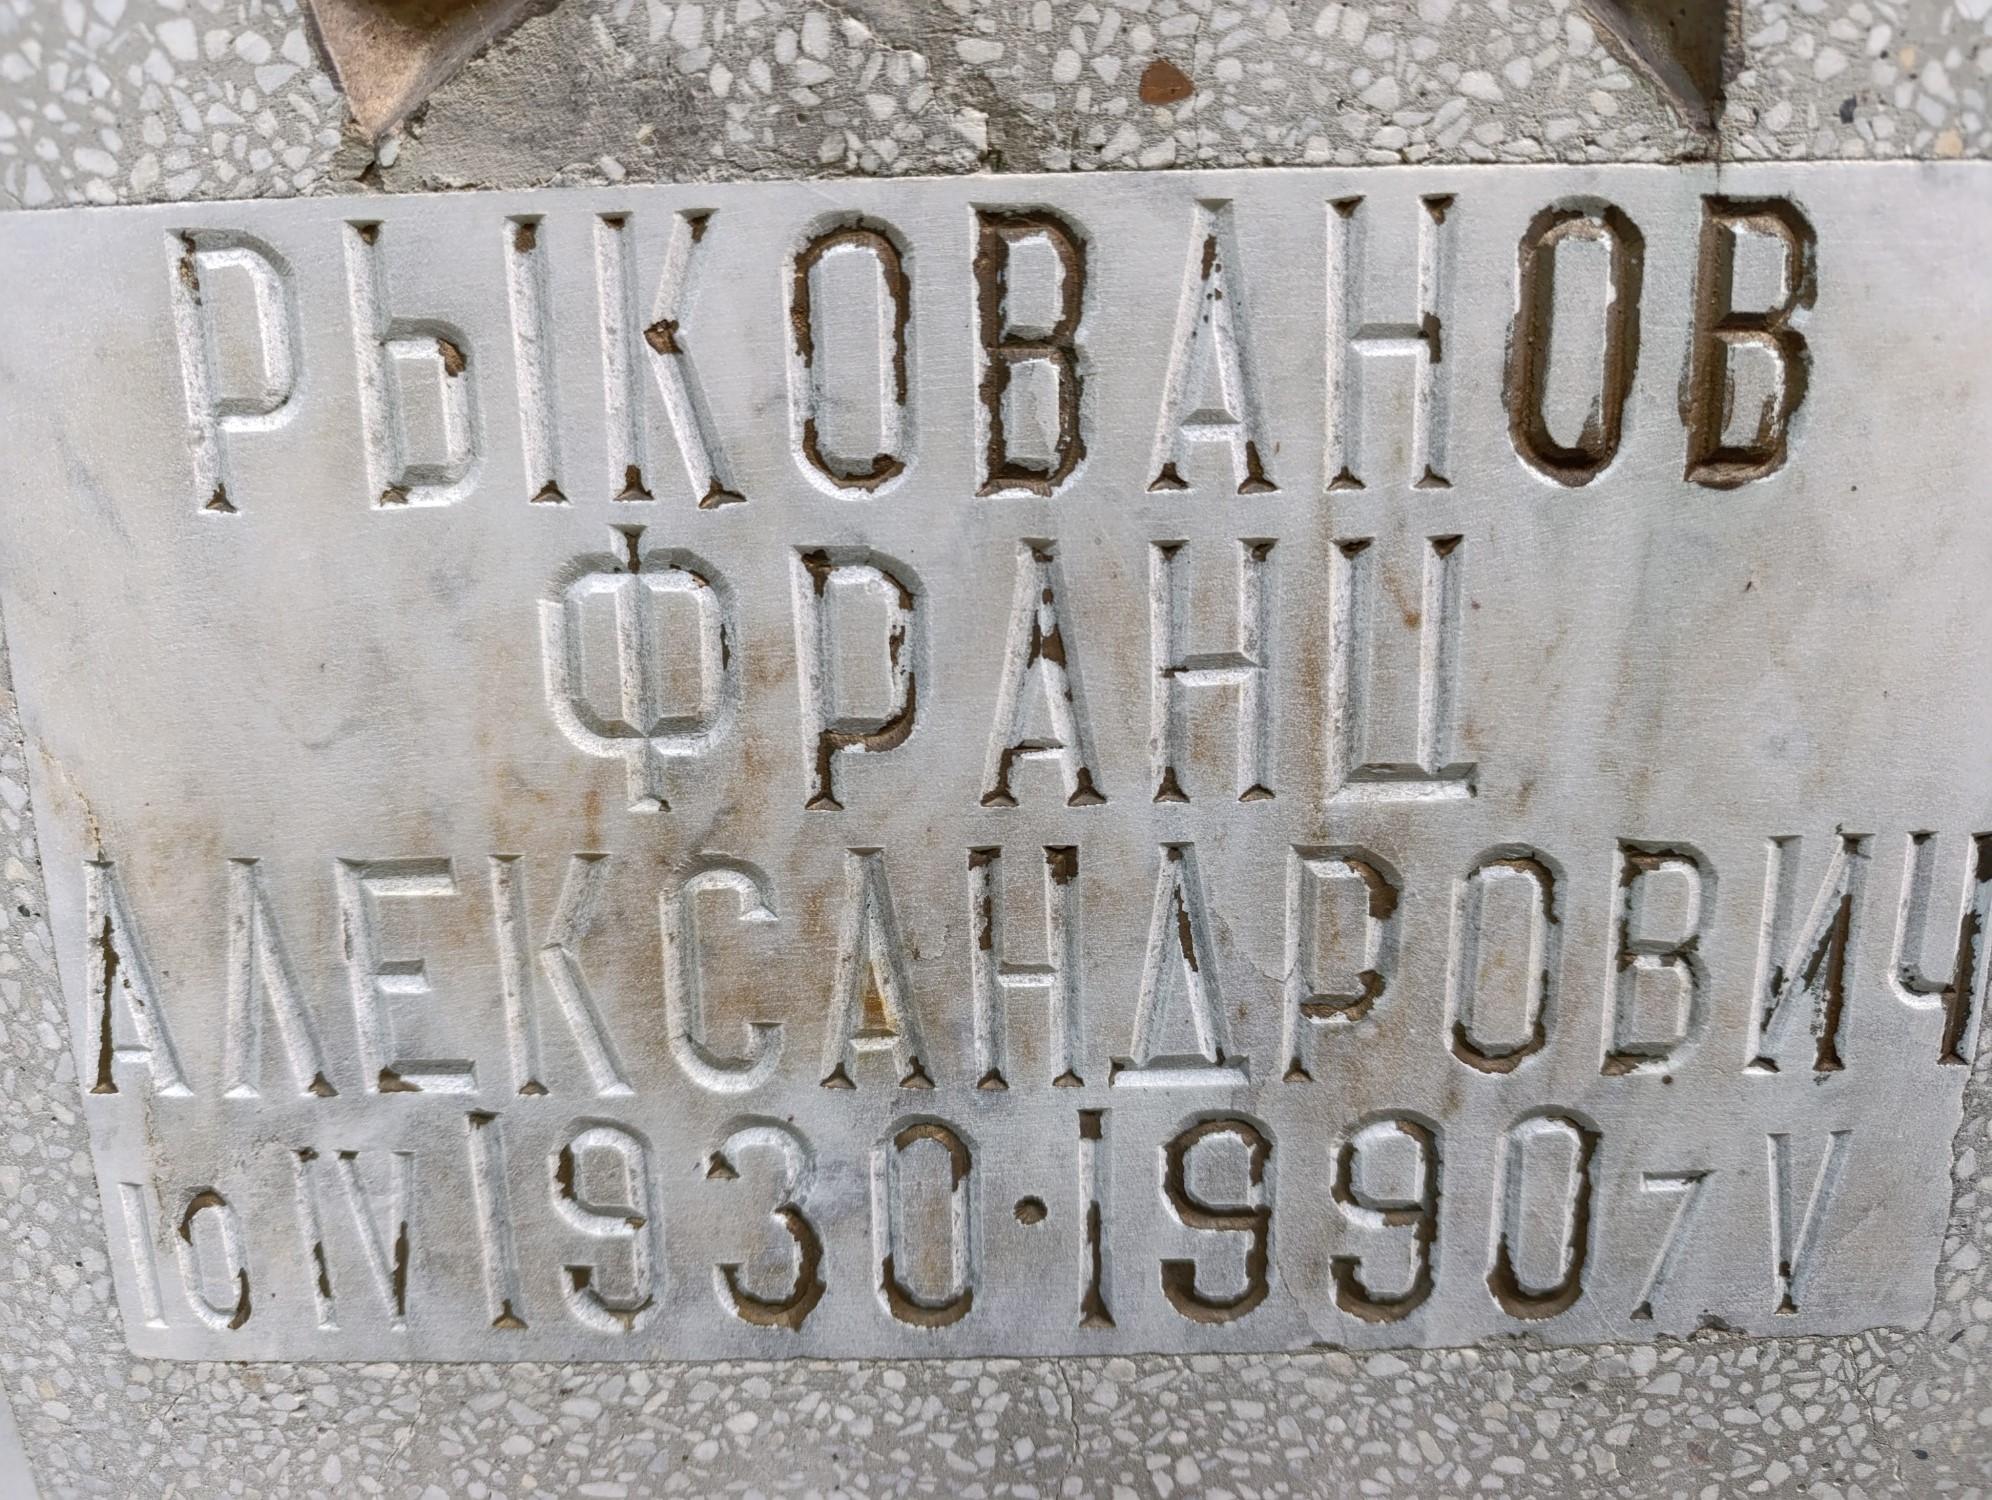 РЫКОВАНОВ
ФРАНЦ
АЛЕКСАНДРОВИЧ
10 IV 1930·1990 7 V